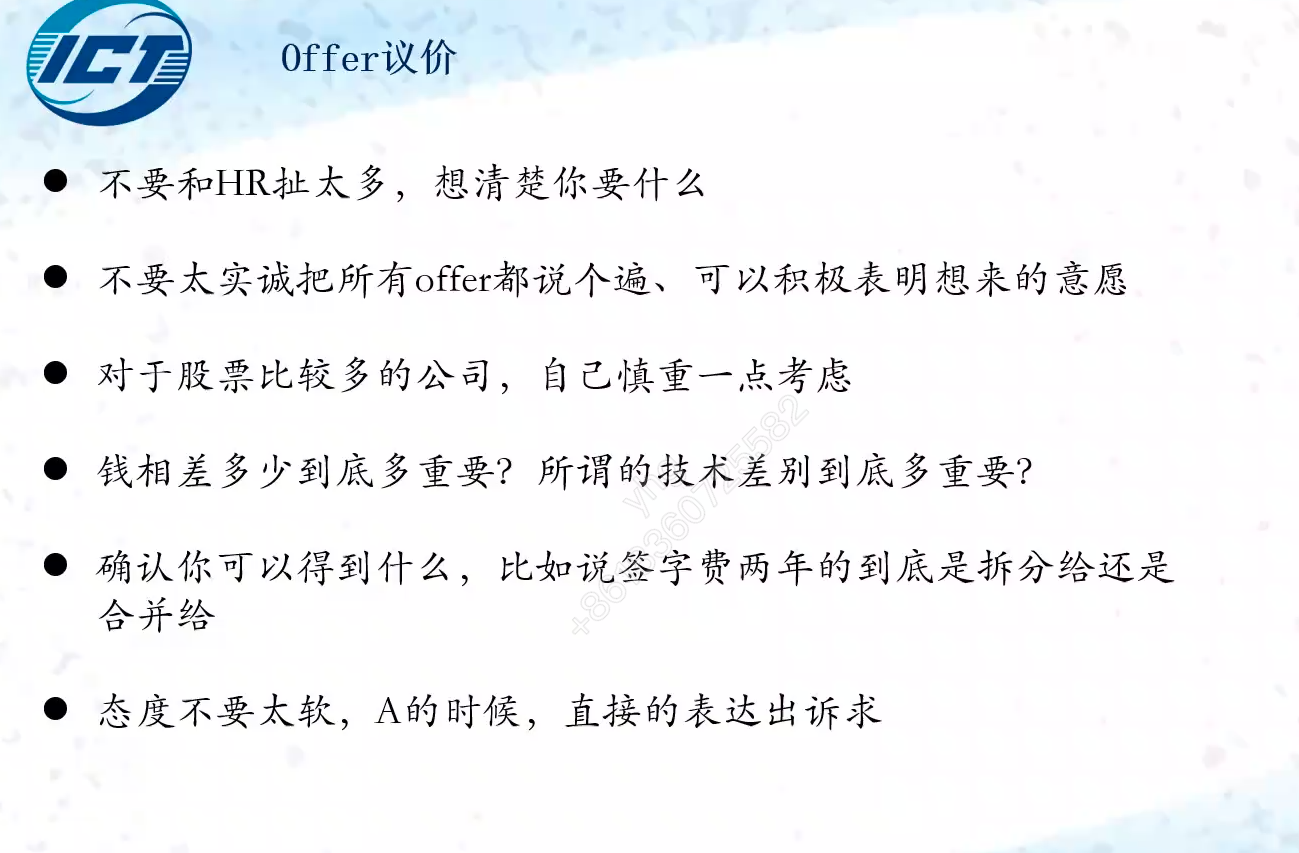 ICT
Offer议价
不要和HR扯太多，想清楚你要什么
不要太实诚把所有offer都说个遍、可以积极表明想来的意愿
对于股票比较多的公司，自己慎重一点考虑
钱相差多少到底多重要？所谓的技术差别到底多重要？
确认你可以得到什么，比如说签字费两年的到底是拆分给还是
合并给
态度不要太软，A的时候，直接的表达出诉求